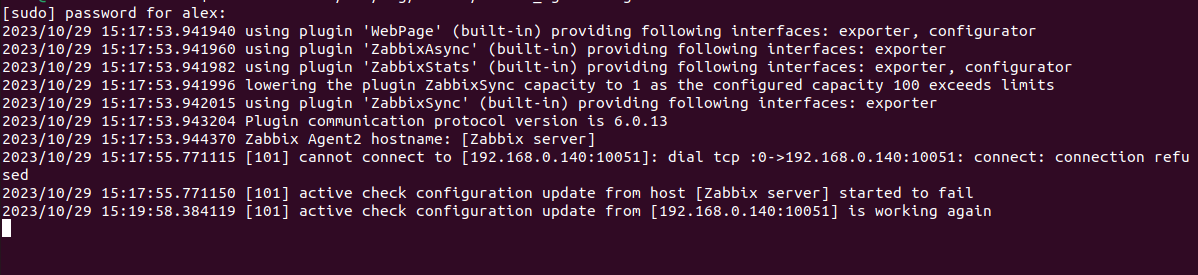 [sudo] password for alex:
2023/10/29 15:17:53.941940 using plugin 'WebPage' (built-in) providing following interfaces: exporter, configurator
2023/10/29 15:17:53.941960 using plugin 'ZabbixAsync' (built-in) providing following interfaces: exporter
2023/10/29 15:17:53.941982 using plugin 'ZabbixStats' (built-in) providing following interfaces: exporter, configurator
2023/10/29 15:17:53.941996 lowering the plugin ZabbixSync capacity to 1 as the configured capacity 100 exceeds limits
2023/10/29 15:17:53.942015 using plugin 'ZabbixSync' (built-in) providing following interfaces: exporter
2023/10/29 15:17:53.943204 Plugin communication protocol version is 6.0.13
2023/10/29 15:17:53.944370 Zabbix Agent2 hostname: [Zabbix server]
2023/10/29 15:17:55.771115 [101] cannot connect to [192.168.0.140:10051]: dial tcp :0->192.168.0.140:10051: connect: connection refu
sed
2023/10/29 15:17:55.771150 [101] active check configuration update from host [Zabbix server] started to fail
2023/10/29 15:19:58.384119 [101] active check configuration update from [192.168.0.140:10051] is working again